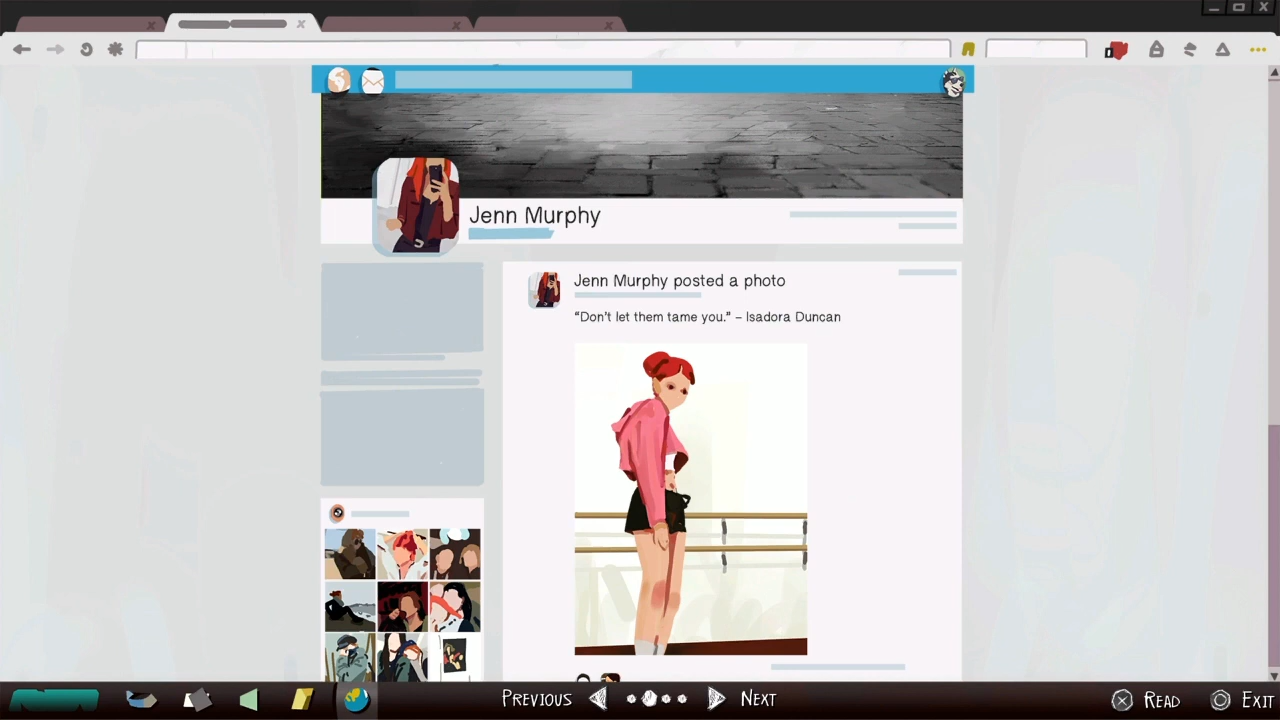 Jenn Murphy
Jenn Murphy posted a photo
“Don’t let them tame you.” – Isadora Duncan
Previous Next Read Exit